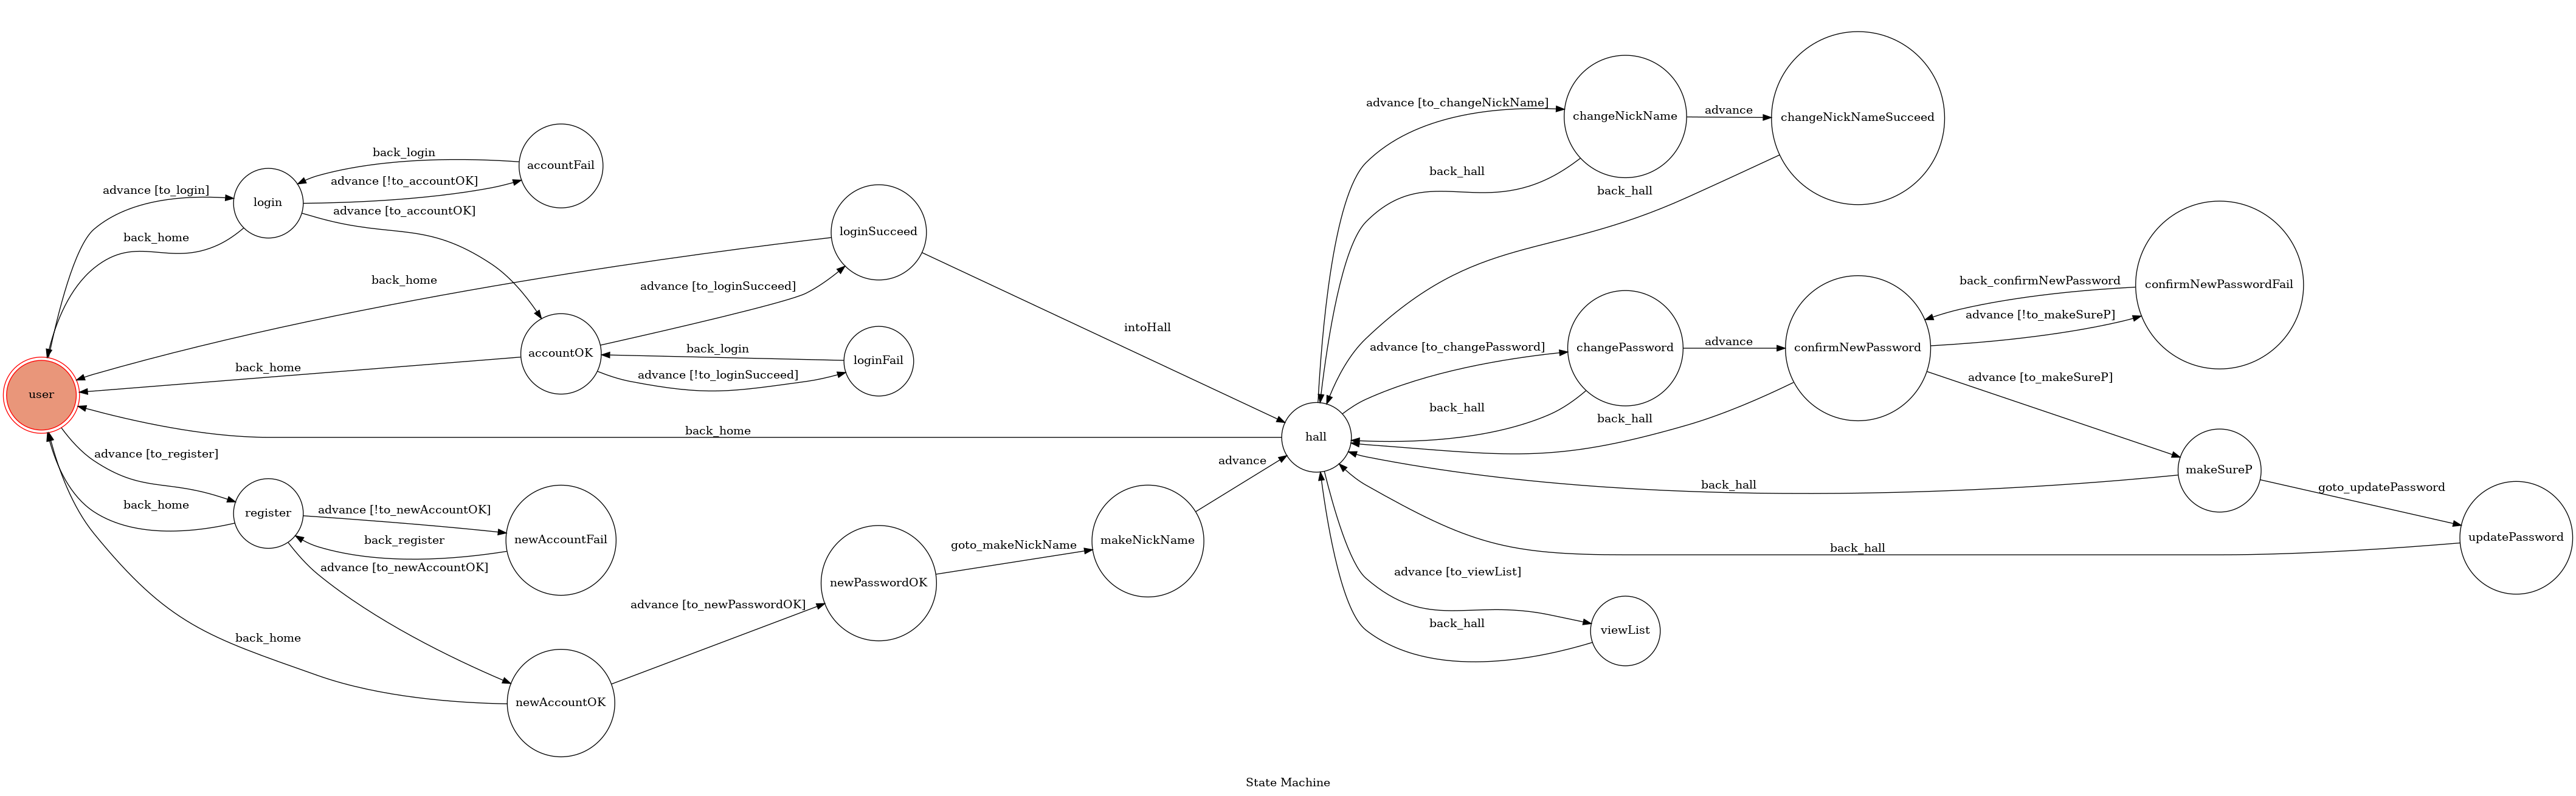 changeNickName
changeNickNameSucceed
advance [to_changeNickName]
advance
back_hall
back_hall
accountFail
back_login
advance [!to_accountOK]
advance [to_login]
login
advance [to_accountOK]
back_home
loginSucceed
back_home
advance [to_loginSucceed]
intoHall
accountOK
back_login
loginFail
advance [!to_loginSucceed]
back_home
user
back_home
hall
advance [to_changePassword]
changePassword
advance
confirmNewPassword
back_confirmNewPassword
confirmNewPasswordFail
advance [!to_makeSureP]
advance [to_makeSureP]
back_hall
back_hall
makeSureP
back_hall
goto_updatePassword
updatePassword
back_hall
advance [to_register]
back_home
register
advance [!to_newAccountOK]
newAccountFail
back_register
advance [to_newAccountOK]
back_home
newAccountOK
advance [to_newPasswordOK]
newPasswordOK
goto_makeNickName
makeNickName
advance
advance [to_viewList]
back_hall
viewList
State Machine